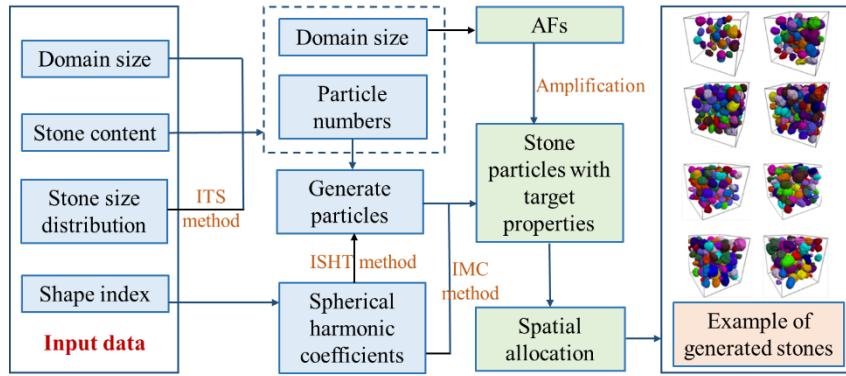 Domain size
Stone content
Stone size
distribution
ITS
method
Shape index
Input data
Domain size
Particle
numbers
Generate
particles
ISHT method
Spherical
harmonic
coefficients
IMC
method
AFs
Amplification
Stone
particles with
target
properties
Spatial
allocation
Example of
generated stones